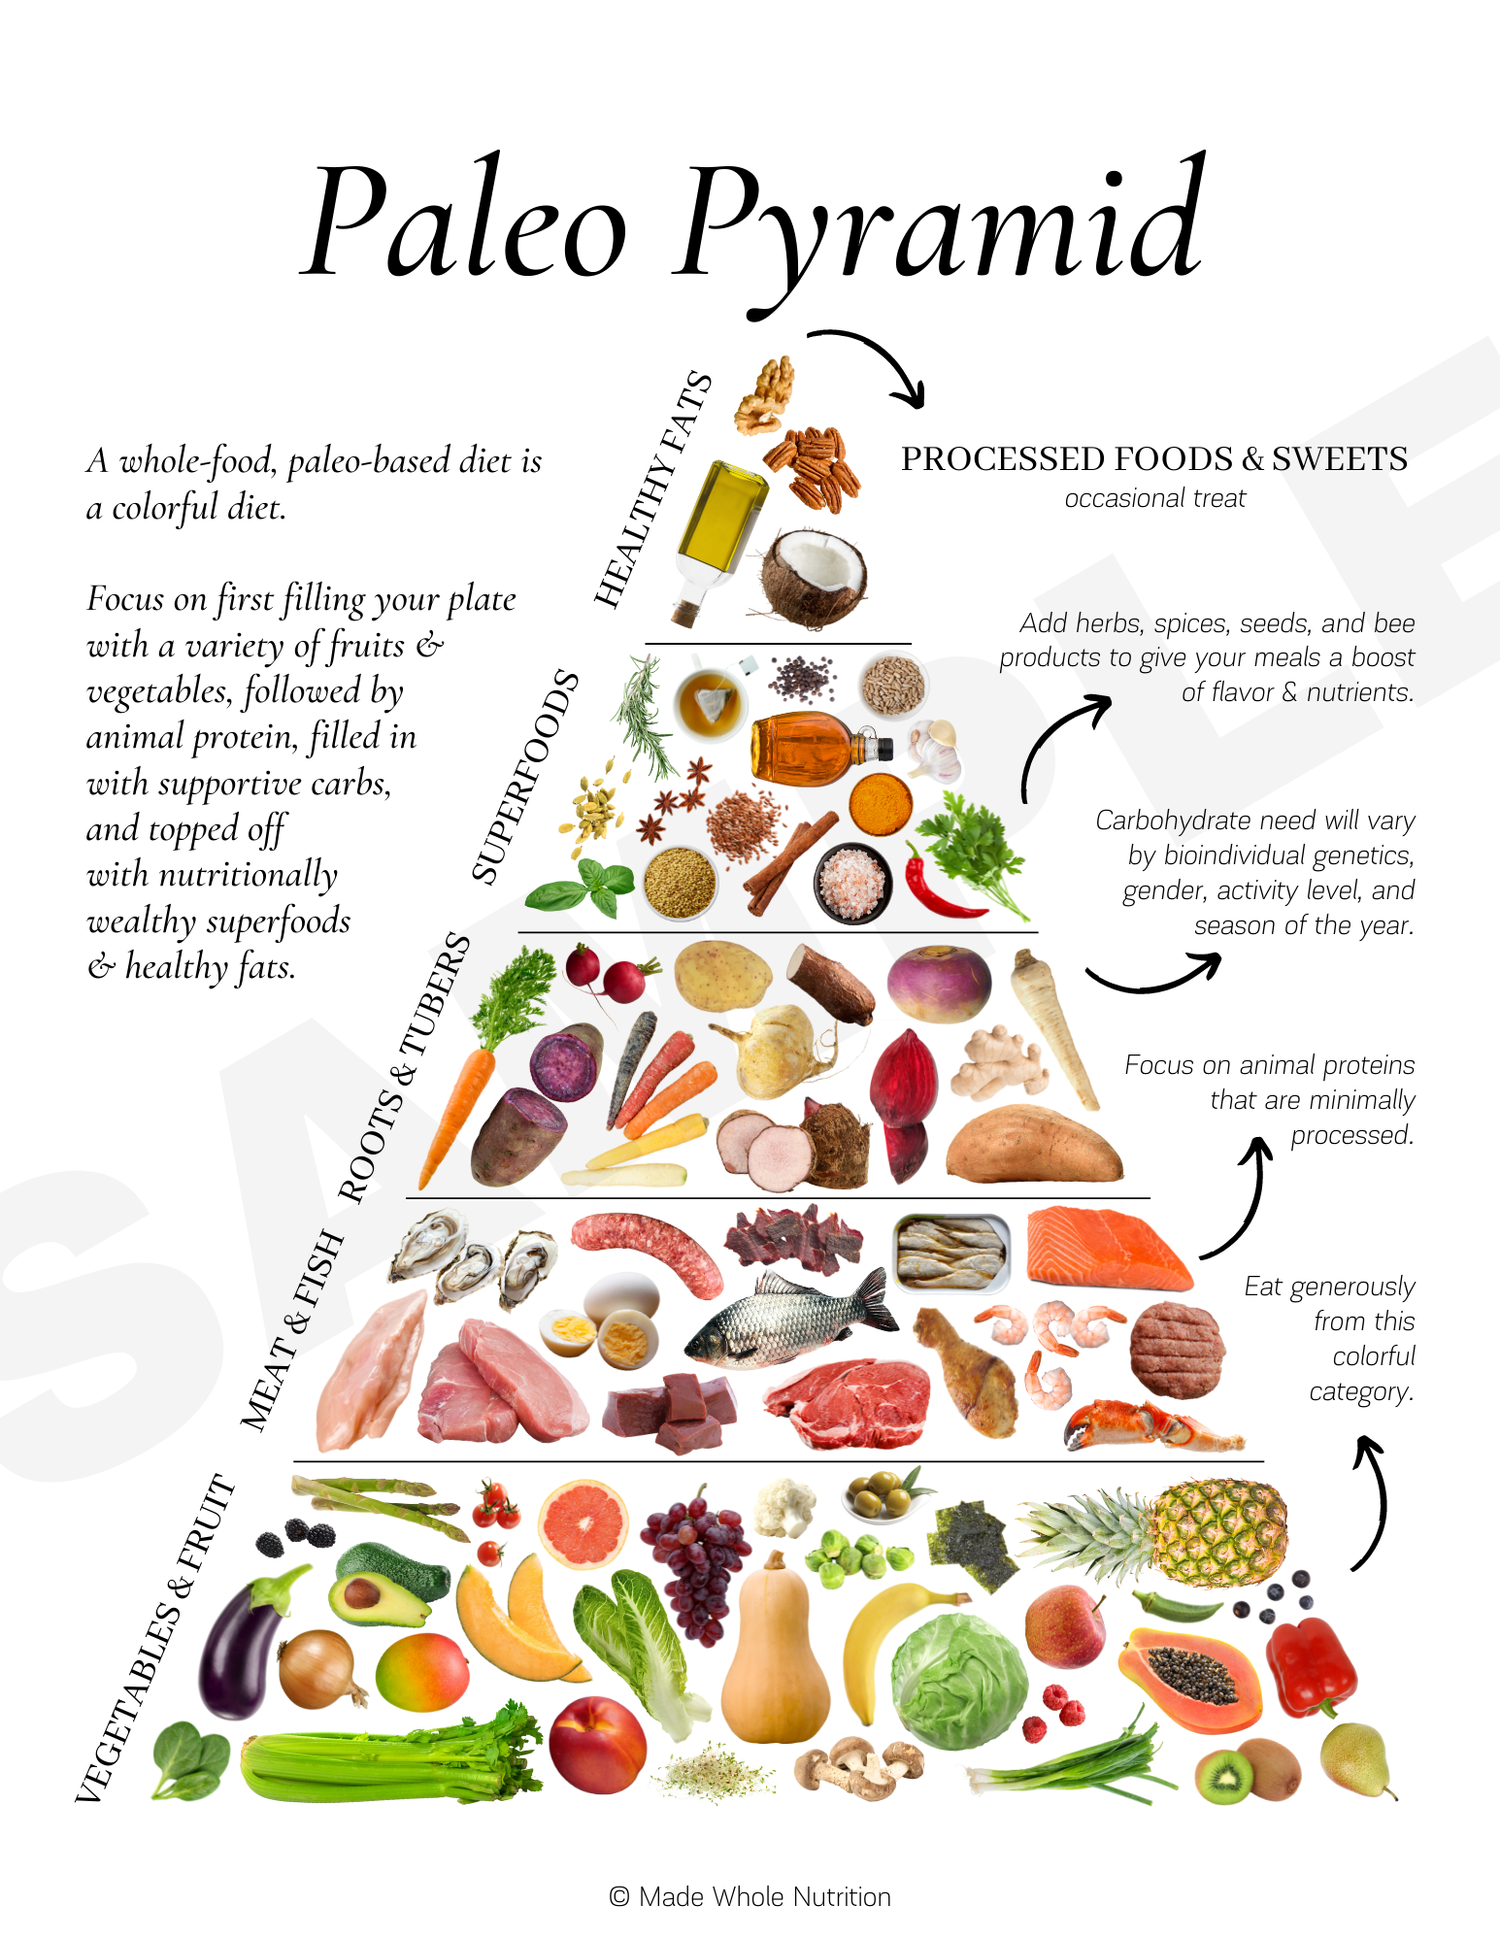 Paleo Pyramid
HEALTHY FATS
PROCESSED FOODS & SWEETS
occasional treat
A whole-food, paleo-based diet is
a colorful diet.
Focus on first filling your plate
with a variety of fruits &
vegetables, followed by
animal protein, filled in
with supportive carbs,
and topped off
with nutritionally
wealthy superfoods
& healthy fats.
Add herbs, spices, seeds, and bee
products to give your meals a boost
of flavor & nutrients.
SUPERFOODS
Carbohydrate need will vary
by bioindividual genetics,
gender, activity level, and
season of the year.
ROOTS & TUBERS
Focus on animal proteins
that are minimally
processed.
MEAT & FISH
Eat generously
from this
colorful
category.
VEGETABLES & FRUIT
SAMPLE
© Made Whole Nutrition